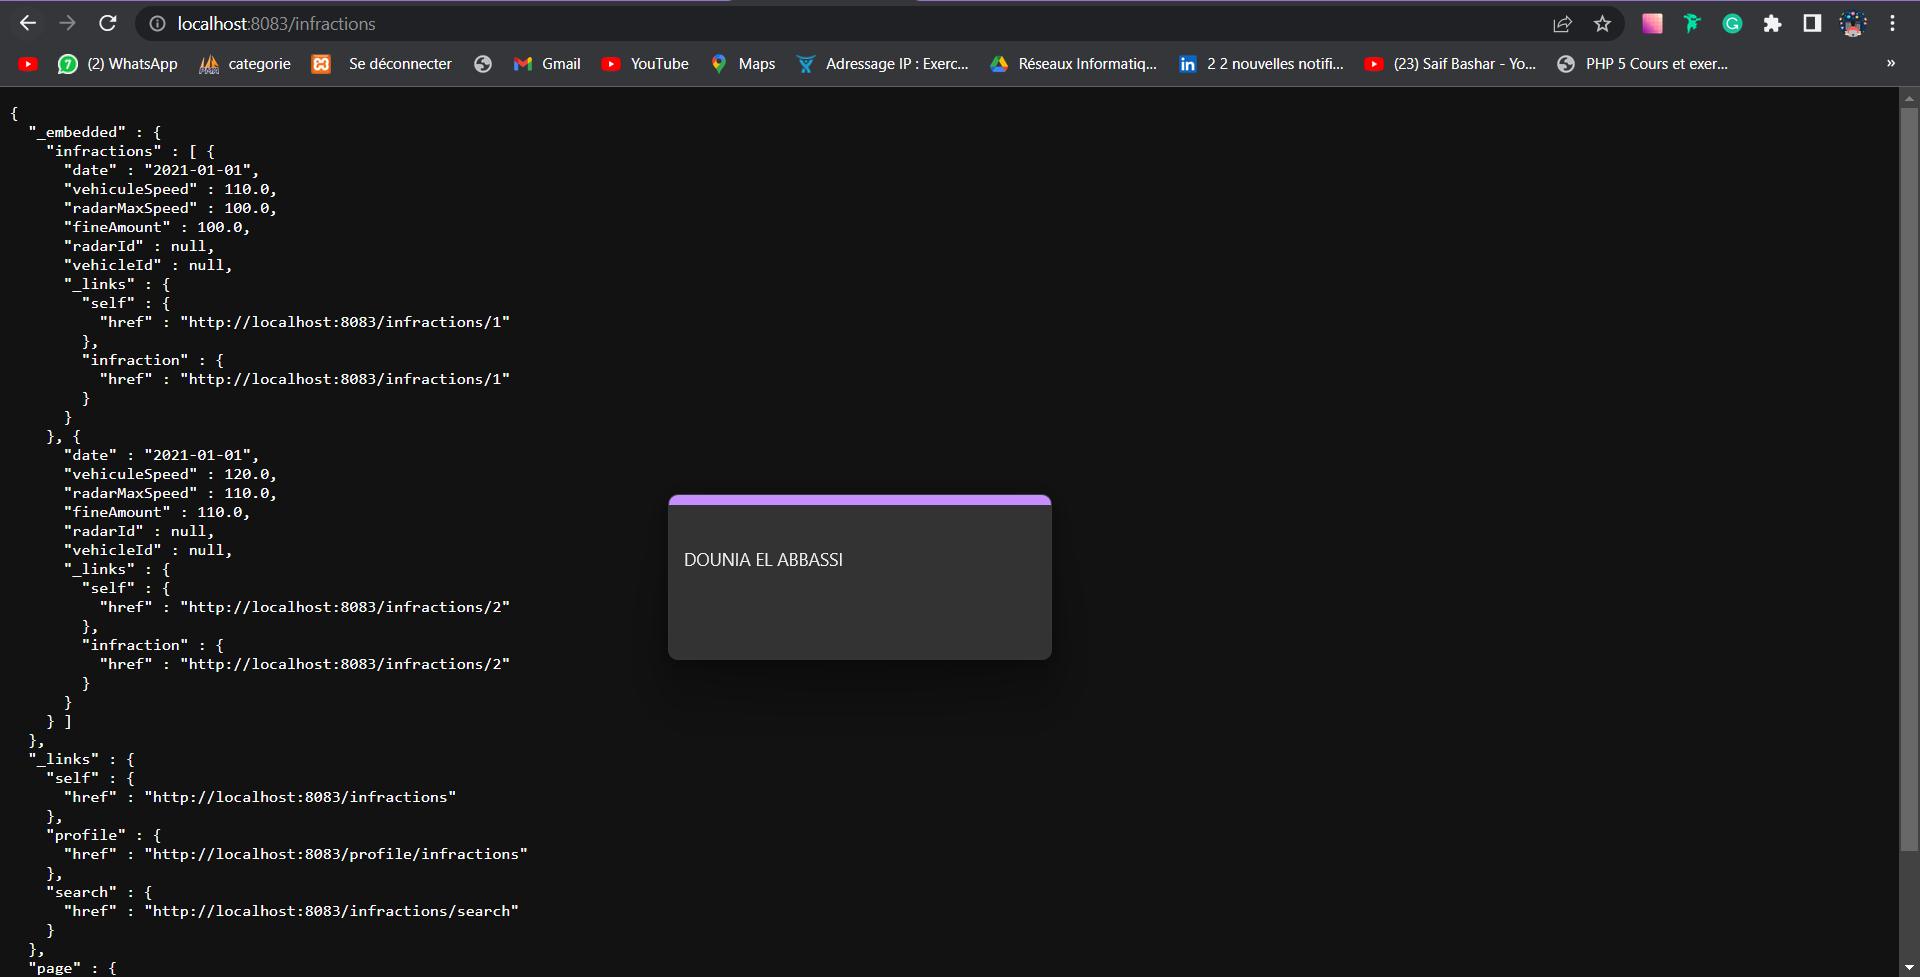 localhost:8083/infractions
7 (2) WhatsApp PMA categorie Se déconnecter Gmail YouTube Maps Adressage IP : Exerc... Réseaux Informatiq... in 2 2 nouvelles notifi... (23) Saif Bashar - Yo... PHP 5 Cours et exer... »
{
"_embedded" : {
"infractions" : [ {
"date" : "2021-01-01",
"vehiculeSpeed" : 110.0,
"radarMaxSpeed" : 100.0,
"fineAmount" : 100.0,
"radarId" : null,
"vehicleId" : null,
"_links" : {
"self" : {
"href" : "http://localhost:8083/infractions/1"
},
"infraction" : {
"href" : "http://localhost:8083/infractions/1"
}
}
}, {
"date" : "2021-01-01",
"vehiculeSpeed" : 120.0,
"radarMaxSpeed" : 110.0,
"fineAmount" : 110.0,
"radarId" : null,
"vehicleId" : null,
"_links" : {
"self" : {
"href" : "http://localhost:8083/infractions/2"
},
"infraction" : {
"href" : "http://localhost:8083/infractions/2"
}
}
} ]
},
"_links" : {
"self" : {
"href" : "http://localhost:8083/infractions"
},
"profile" : {
"href" : "http://localhost:8083/profile/infractions"
},
"search" : {
"href" : "http://localhost:8083/infractions/search"
}
},
"page" : {
DOUNIA EL ABBASSI